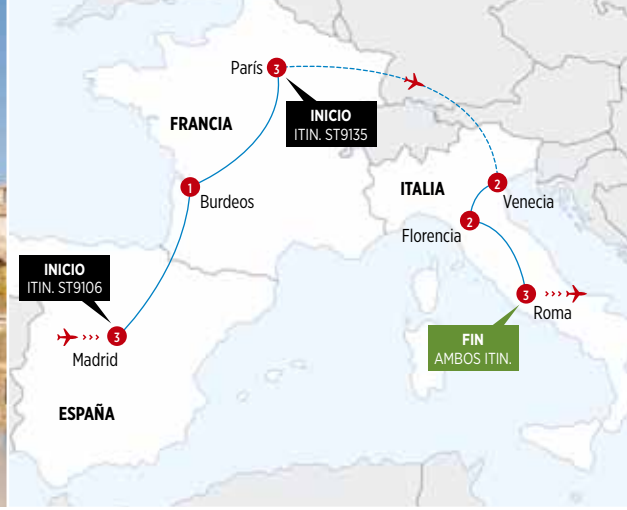 París
3
INICIO
ITIN. ST9135
FRANCIA
1
Burdeos
ITALIA
2
Venecia
2
Florencia
INICIO
ITIN. ST9106
3
Madrid
3
Roma
FIN
AMBOS ITIN.
ESPAÑA